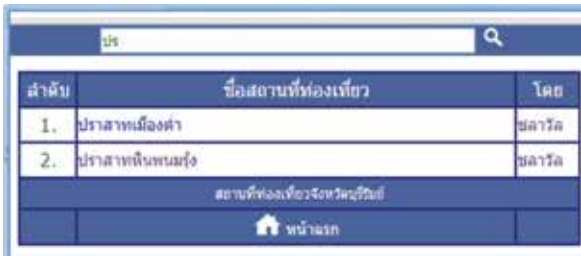 ปร
ลำดับ ชื่อสถานที่ท่องเที่ยว โดย
1. ปราสาทเมืองต่ำ ชลาวัล
2. ปราสาทหินพนมรุ้ง ชลาวัล
สถานที่ท่องเที่ยวจังหวัดบุรีรัมย์
หน้าแรก